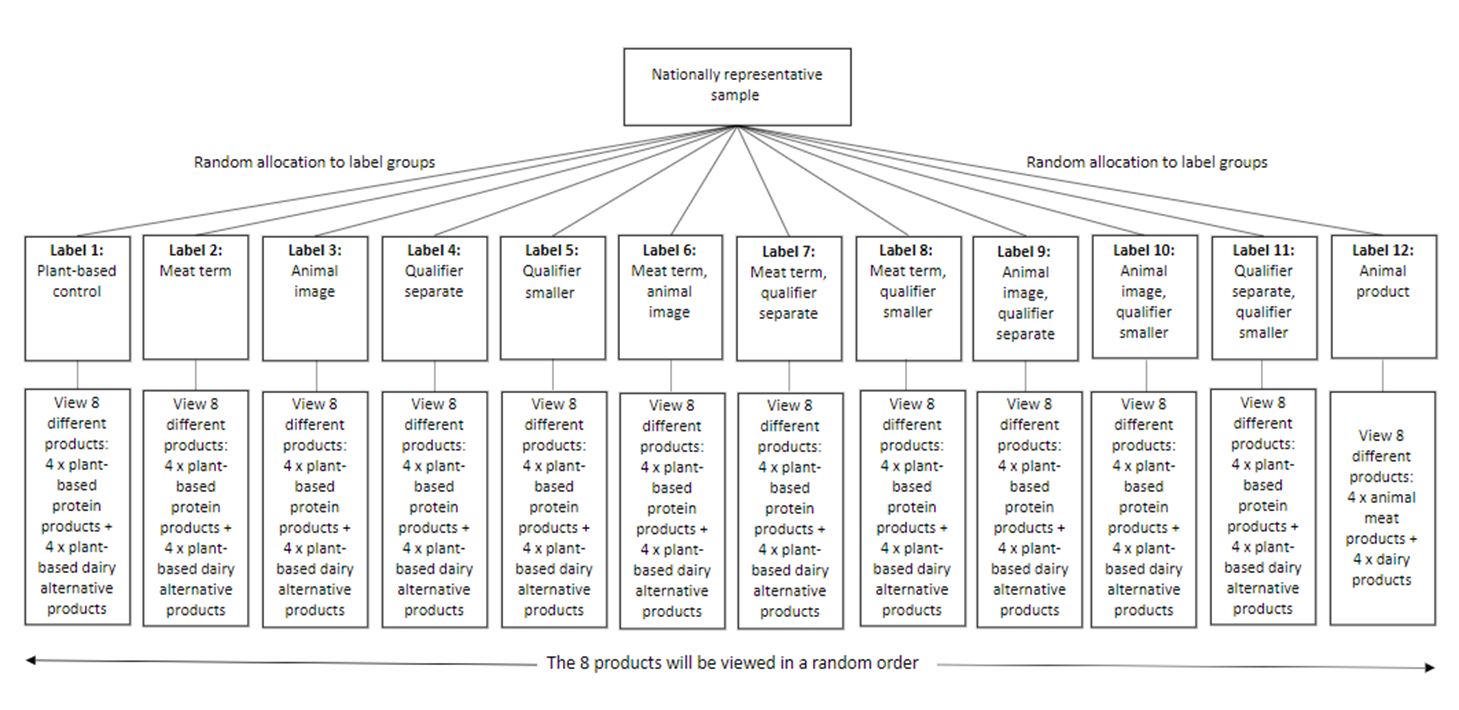 Nationally representative
sample
Random allocation to label groups
Random allocation to label groups
Label 1:
Plant-based
control
Label 2:
Meat term
Label 3:
Animal
image
Label 4:
Qualifier
separate
Label 5:
Qualifier
smaller
Label 6:
Meat term,
animal
image
Label 7:
Meat term,
qualifier
separate
Label 8:
Meat term,
qualifier
smaller
Label 9:
Animal
image,
qualifier
separate
Label 10:
Animal
image,
qualifier
smaller
Label 11:
Qualifier
separate,
qualifier
smaller
Label 12:
Animal
product
View 8
different
products:
4 x plant-
based
protein
products +
4 x plant-
based dairy
alternative
products
View 8
different
products:
4 x plant-
based
protein
products +
4 x plant-
based dairy
alternative
products
View 8
different
products:
4 x plant-
based
protein
products +
4 x plant-
based dairy
alternative
products
View 8
different
products:
4 x plant-
based
protein
products +
4 x plant-
based dairy
alternative
products
View 8
different
products:
4 x plant-
based
protein
products +
4 x plant-
based dairy
alternative
products
View 8
different
products:
4 x plant-
based
protein
products +
4 x plant-
based dairy
alternative
products
View 8
different
products:
4 x plant-
based
protein
products +
4 x plant-
based dairy
alternative
products
View 8
different
products:
4 x plant-
based
protein
products +
4 x plant-
based dairy
alternative
products
View 8
different
products:
4 x plant-
based
protein
products +
4 x plant-
based dairy
alternative
products
View 8
different
products:
4 x plant-
based
protein
products +
4 x plant-
based dairy
alternative
products
View 8
different
products:
4 x plant-
based
protein
products +
4 x plant-
based dairy
alternative
products
View 8
different
products:
4 x animal
meat
products +
4 x dairy
products
The 8 products will be viewed in a random order